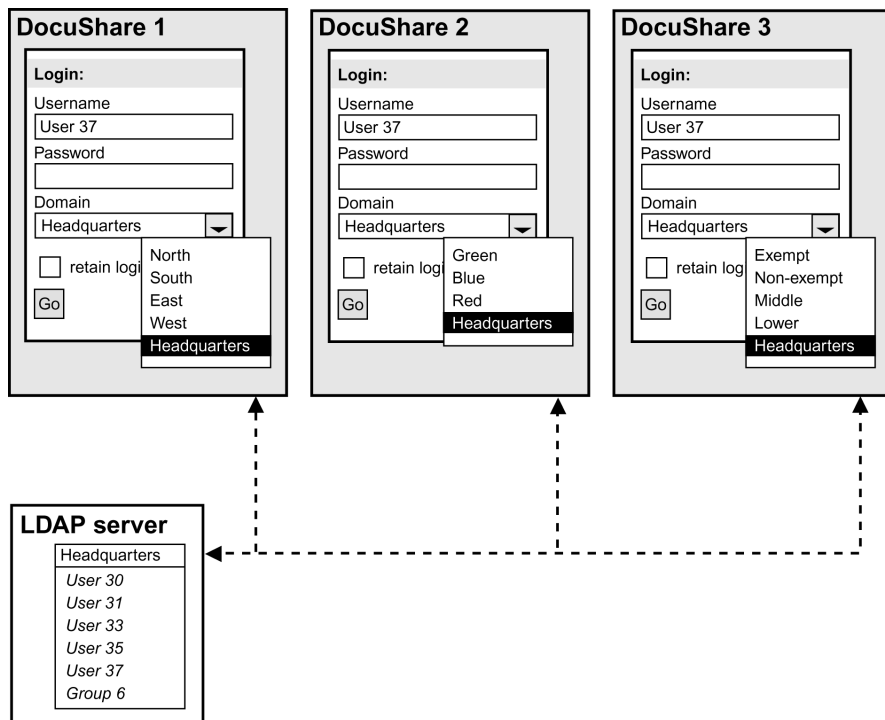 DocuShare 1
Login:
Username
User 37
Password
Domain
Headquarters
North
retain logi
South
East
Go
West
Headquarters
DocuShare 2
Login:
Username
User 37
Password
Domain
Headquarters
Green
retain logi
Blue
Red
Go
Headquarters
DocuShare 3
Login:
Username
User 37
Password
Domain
Headquarters
Exempt
retain log
Non-exempt
Middle
Go
Lower
Headquarters
LDAP server
Headquarters
User 30
User 31
User 33
User 35
User 37
Group 6